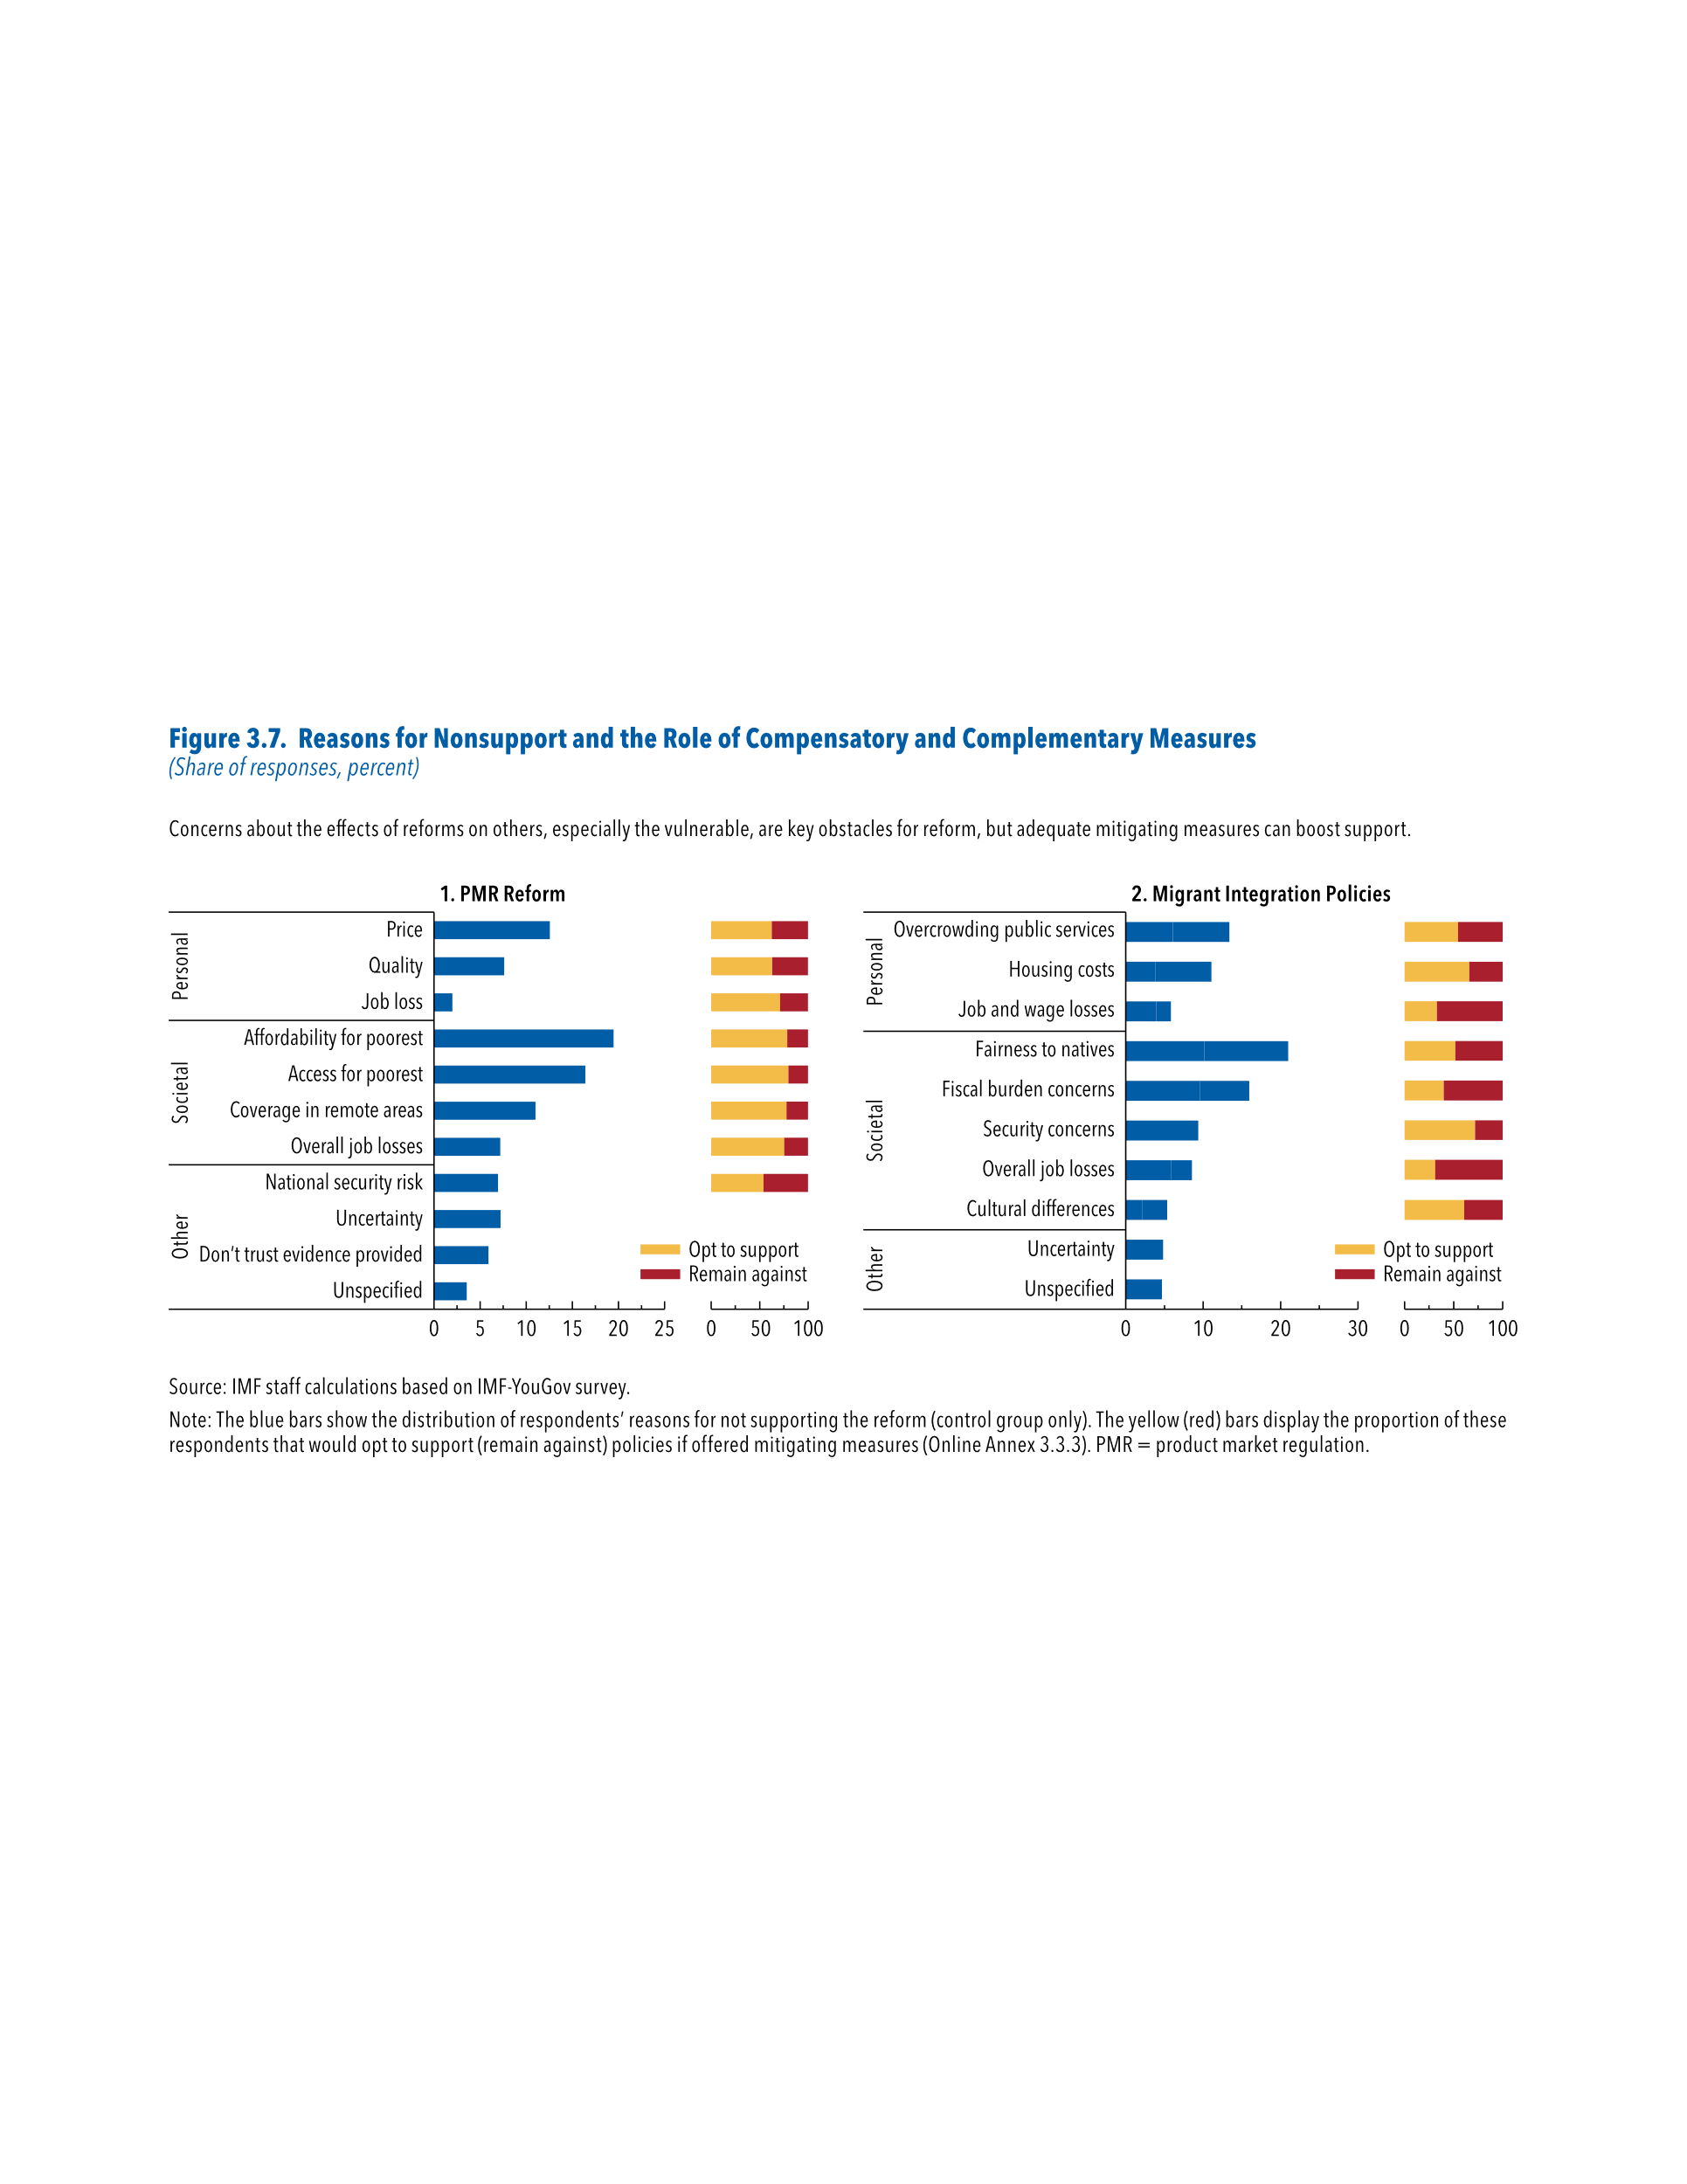 Figure 3.7. Reasons for Nonsupport and the Role of Compensatory and Complementary Measures
(Share of responses, percent)
Concerns about the effects of reforms on others, especially the vulnerable, are key obstacles for reform, but adequate mitigating measures can boost support.
1. PMR Reform
Personal
Price
Quality
Job loss
Societal
Affordability for poorest
Access for poorest
Coverage in remote areas
Overall job losses
Other
National security risk
Uncertainty
Don’t trust evidence provided
Unspecified
Opt to support
Remain against
0 5 10 15 20 25 0 50 100
2. Migrant Integration Policies
Personal
Overcrowding public services
Housing costs
Job and wage losses
Societal
Fairness to natives
Fiscal burden concerns
Security concerns
Overall job losses
Cultural differences
Other
Uncertainty
Unspecified
Opt to support
Remain against
0 10 20 30 0 50 100
Source: IMF staff calculations based on IMF-YouGov survey.
Note: The blue bars show the distribution of respondents’ reasons for not supporting the reform (control group only). The yellow (red) bars display the proportion of these
respondents that would opt to support (remain against) policies if offered mitigating measures (Online Annex 3.3.3). PMR = product market regulation.